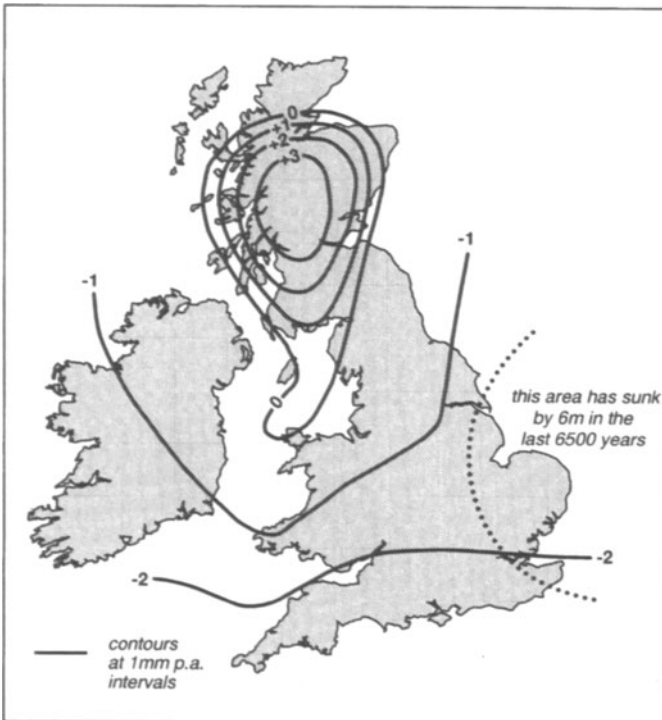 0
+1
+2
+3
-1
-1
this area has sunk
by 6m in the
last 6500 years
0
-2
-2
contours
at 1mm p.a.
intervals